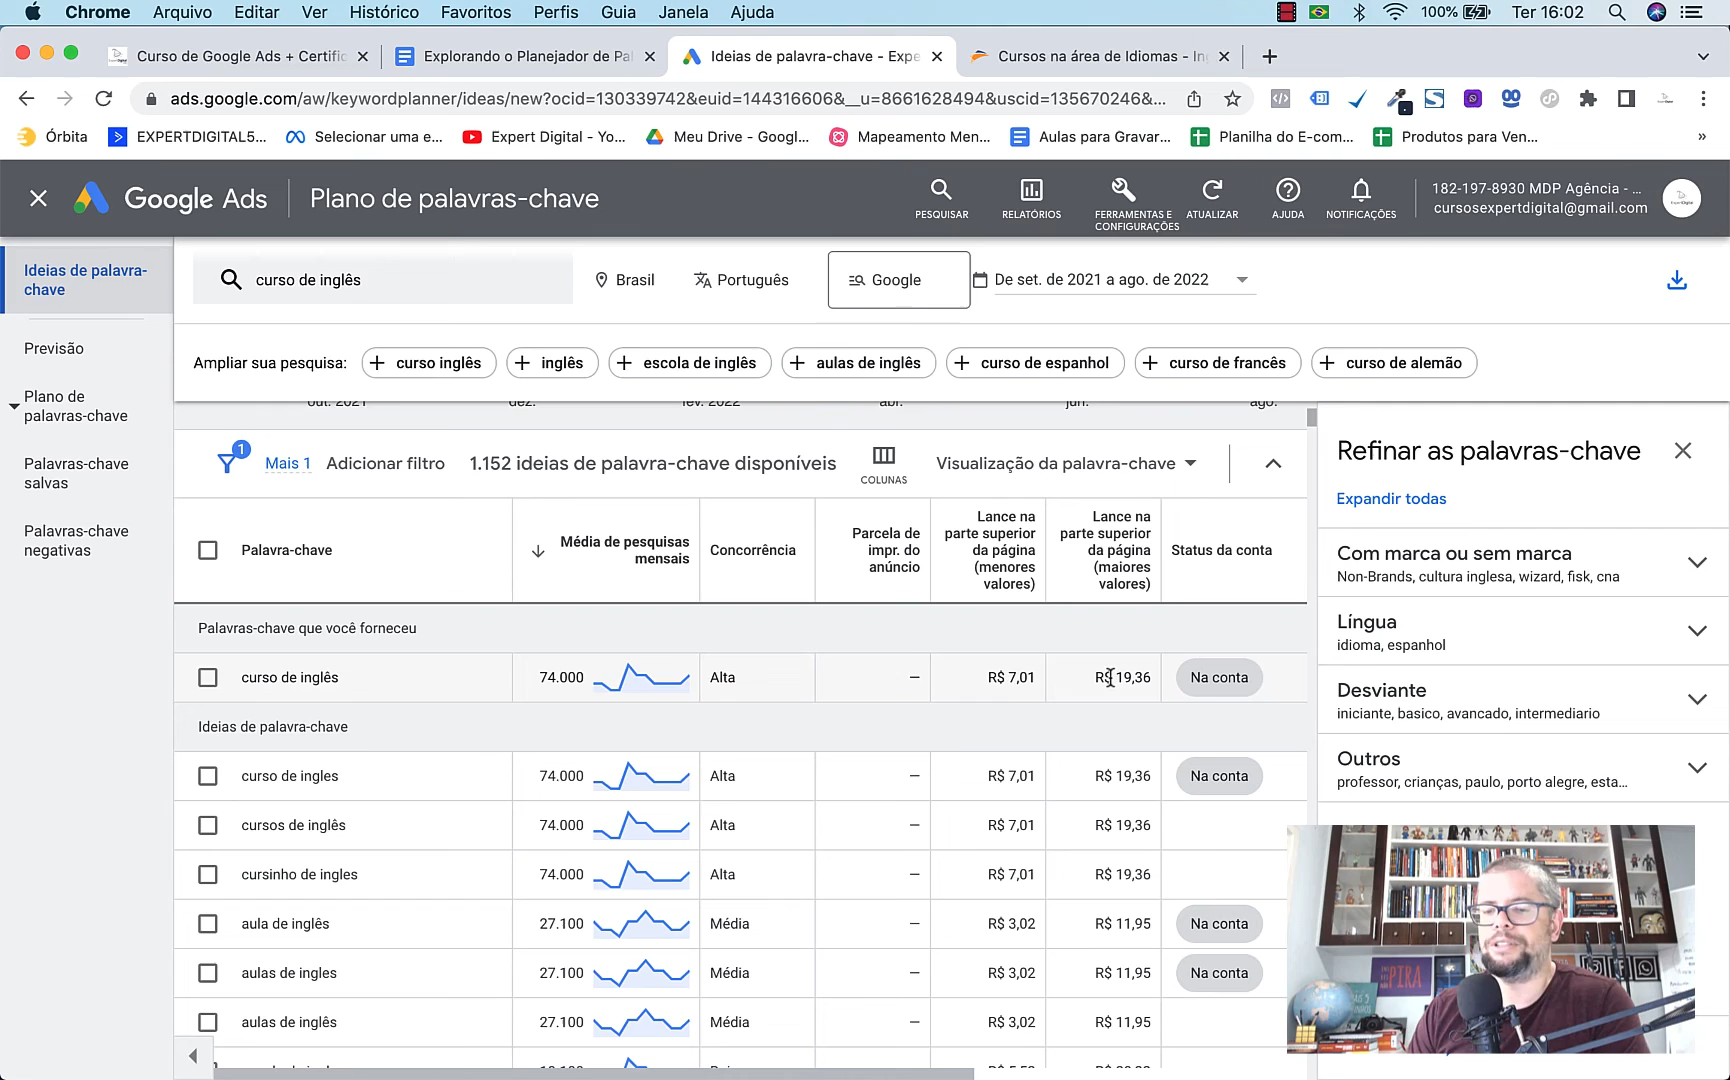 Chrome Arquivo Editar Ver Histórico Favoritos Perfis Guia Janela Ajuda 100% Ter 16:02
Curso de Google Ads + Certific
Explorando o Planejador de Pal
Ideias de palavra-chave - Expe
Cursos na área de Idiomas - In
ads.google.com/aw/keywordplanner/ideas/new?ocid=130339742&euid=144316606&__u=8661628494&uscid=135670246&...
Órbita
EXPERTDIGITAL5...
Selecionar uma e...
Expert Digital - Yo...
Meu Drive - Googl...
Mapeamento Men...
Aulas para Gravar...
Planilha do E-com...
Produtos para Ven...
»
Google Ads
Plano de palavras-chave
PESQUISAR
RELATÓRIOS
FERRAMENTAS E
CONFIGURAÇÕES
ATUALIZAR
AJUDA
NOTIFICAÇÕES
182-197-8930 MDP Agência - ...
cursosexpertdigital@gmail.com
Ideias de palavra-
chave
Previsão
Plano de
palavras-chave
Palavras-chave
salvas
Palavras-chave
negativas
curso de inglês
Brasil
Português
Google
De set. de 2021 a ago. de 2022
Ampliar sua pesquisa:
+ curso inglês
+ inglês
+ escola de inglês
+ aulas de inglês
+ curso de espanhol
+ curso de francês
+ curso de alemão
out. 2021 dez. fev. 2022 abr. jun. ago.
1
Mais 1
Adicionar filtro
1.152 ideias de palavra-chave disponíveis
COLUNAS
Visualização da palavra-chave
Palavra-chave
Média de pesquisas
mensais
Concorrência
Parcela de
impr. do
anúncio
Lance na
parte superior
da página
(menores
valores)
Lance na
parte superior
da página
(maiores
valores)
Status da conta
Palavras-chave que você forneceu
curso de inglês 74.000 Alta – R$ 7,01 R$ 19,36 Na conta
Ideias de palavra-chave
curso de ingles 74.000 Alta – R$ 7,01 R$ 19,36 Na conta
cursos de inglês 74.000 Alta – R$ 7,01 R$ 19,36
cursinho de ingles 74.000 Alta – R$ 7,01 R$ 19,36
aula de inglês 27.100 Média – R$ 3,02 R$ 11,95 Na conta
aulas de ingles 27.100 Média – R$ 3,02 R$ 11,95 Na conta
aulas de inglês 27.100 Média – R$ 3,02 R$ 11,95
Refinar as palavras-chave
Expandir todas
Com marca ou sem marca
Non-Brands, cultura inglesa, wizard, fisk, cna
Língua
idioma, espanhol
Desviante
iniciante, basico, avancado, intermediario
Outros
professor, crianças, paulo, porto alegre, esta...
PIRA